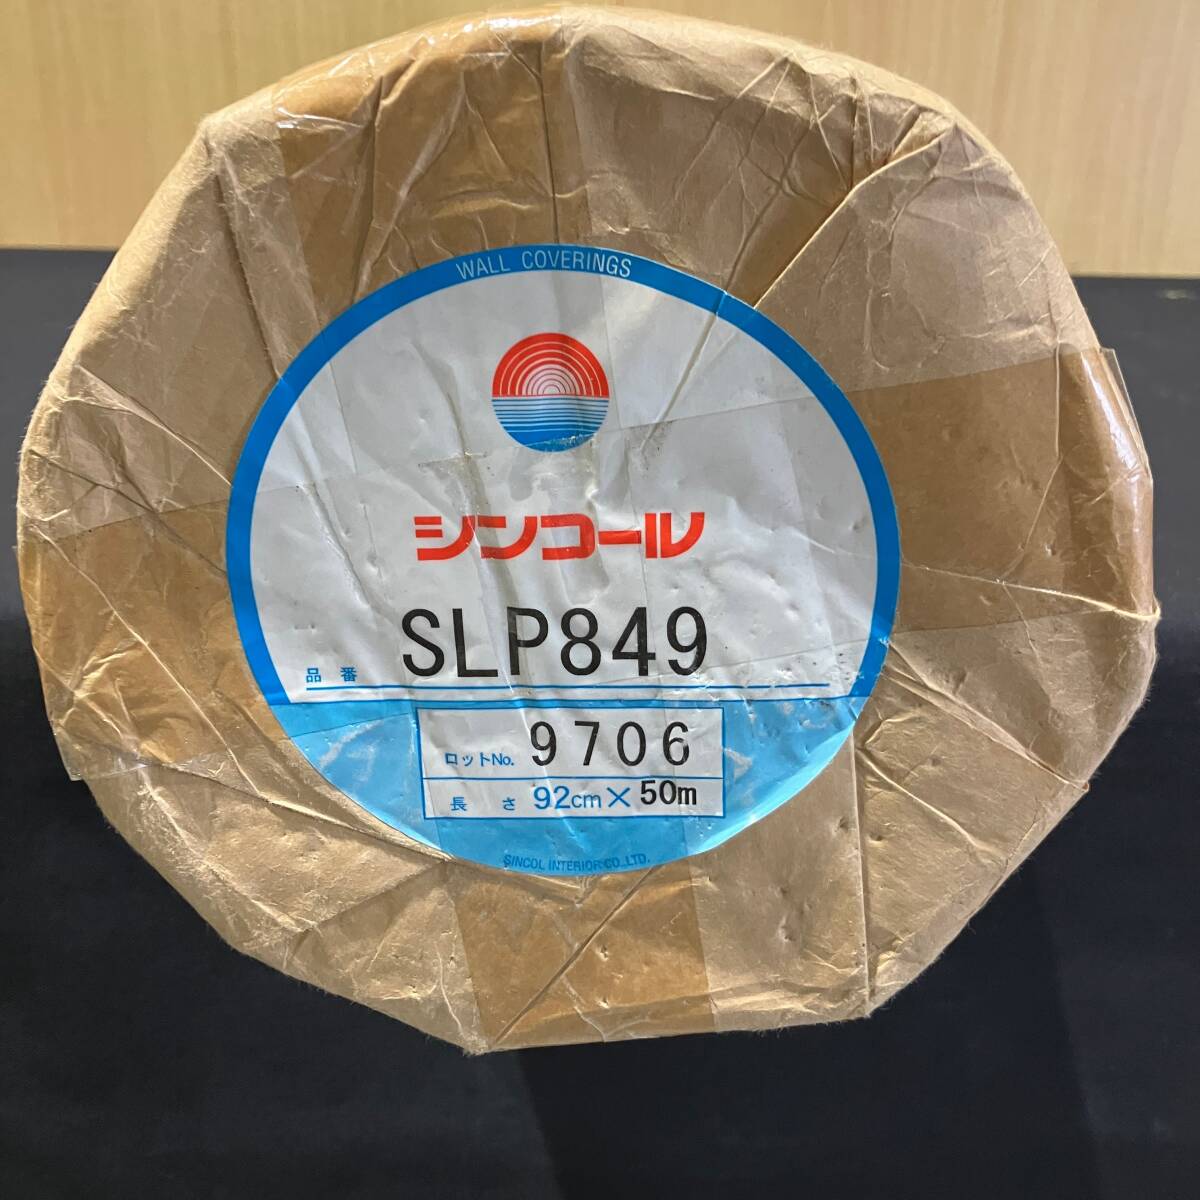 WALL COVERINGS
シンコール
品番 SLP849
ロットNo. 9706
長さ 92cm×50m
SINCOL INTERIOR CO.,LTD.